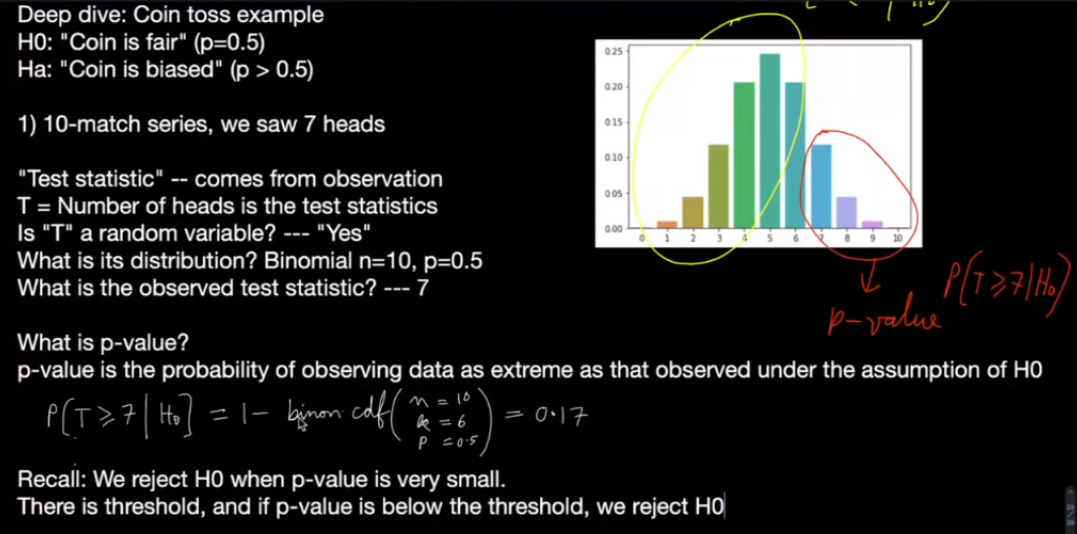 Deep dive: Coin toss example
H0: "Coin is fair" (p=0.5)
Ha: "Coin is biased" (p > 0.5)
1) 10-match series, we saw 7 heads
"Test statistic" -- comes from observation
T = Number of heads is the test statistics
Is "T" a random variable? --- "Yes"
What is its distribution? Binomial n=10, p=0.5
What is the observed test statistic? --- 7
0.25
0.20
0.15
0.10
0.05
0.00
0 1 2 3 4 5 6 7 8 9 10
P[T ≥ 7 | H0)
p-value
What is p-value?
p-value is the probability of observing data as extreme as that observed under the assumption of H0
P[T ≥ 7 | H0] = 1 - binom.cdf( n = 10
k = 6
p = 0.5 ) = 0.17
Recall: We reject H0 when p-value is very small.
There is threshold, and if p-value is below the threshold, we reject H0